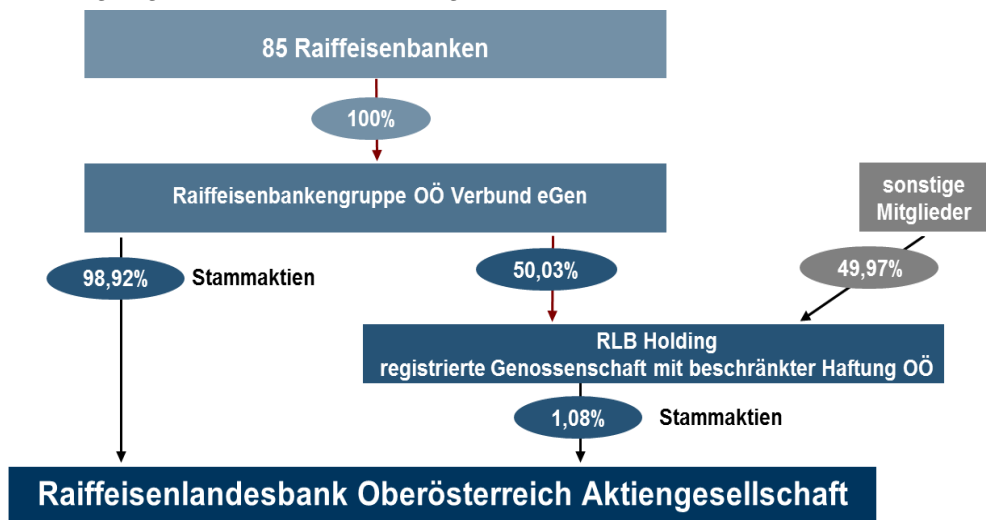 85 Raiffeisenbanken
100%
Raiffeisenbankengruppe OÖ Verbund eGen
sonstige
Mitglieder
98,92%
Stammaktien
50,03%
49,97%
RLB Holding
registrierte Genossenschaft mit beschränkter Haftung OÖ
1,08%
Stammaktien
Raiffeisenlandesbank Oberösterreich Aktiengesellschaft